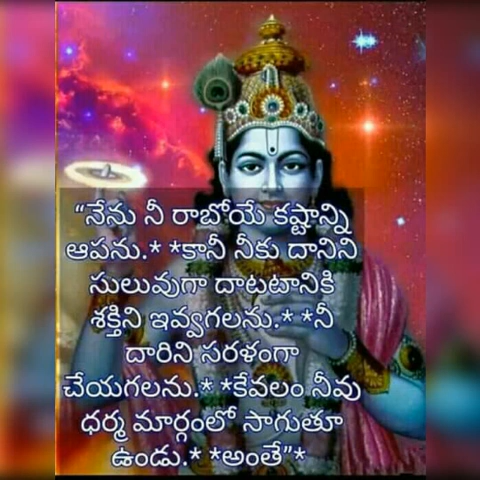 “నేను నీ రాబోయే కష్టాన్ని
ఆపను.* *కానీ నీకు దానిని
సులువుగా దాటటానికి
శక్తిని ఇవ్వగలను.* *నీ
దారిని సరళంగా
చేయగలను.* *కేవలం నీవు
ధర్మ మార్గంలో సాగుతూ
ఉండు.* *అంతే”*